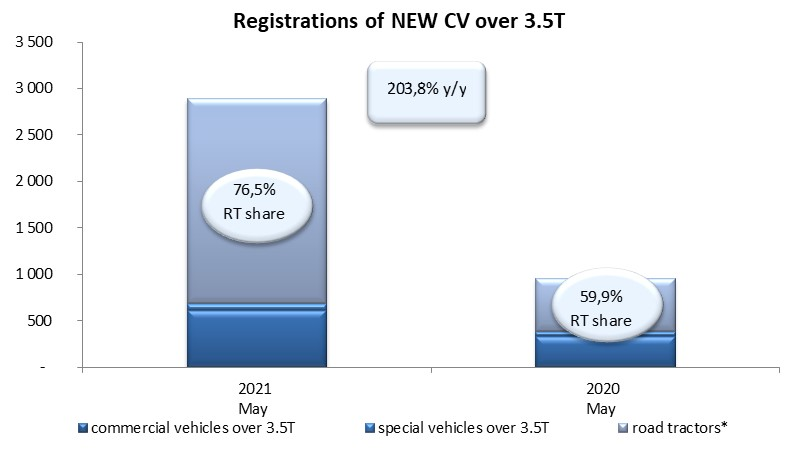 Registrations of NEW CV over 3.5T
3 500
3 000
2 500
2 000
1 500
1 000
500
-
203,8% y/y
76,5%
RT share
59,9%
RT share
2021
2020
May
May
commercial vehicles over 3.5T
special vehicles over 3.5T
road tractors*